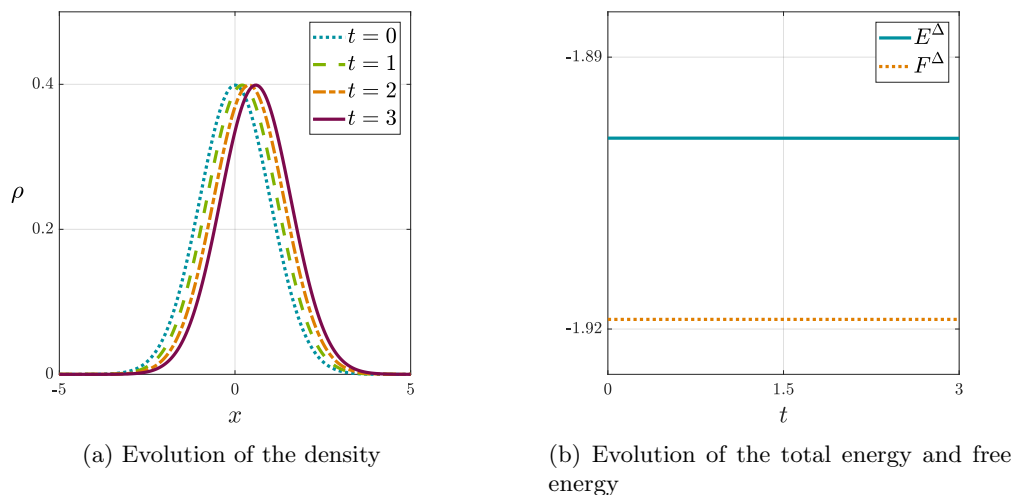 0.4
0.2
0
ρ
-5
0
5
x
t = 0
t = 1
t = 2
t = 3
(a) Evolution of the density
-1.89
-1.92
0
1.5
3
t
E^Δ
F^Δ
(b) Evolution of the total energy and free
energy